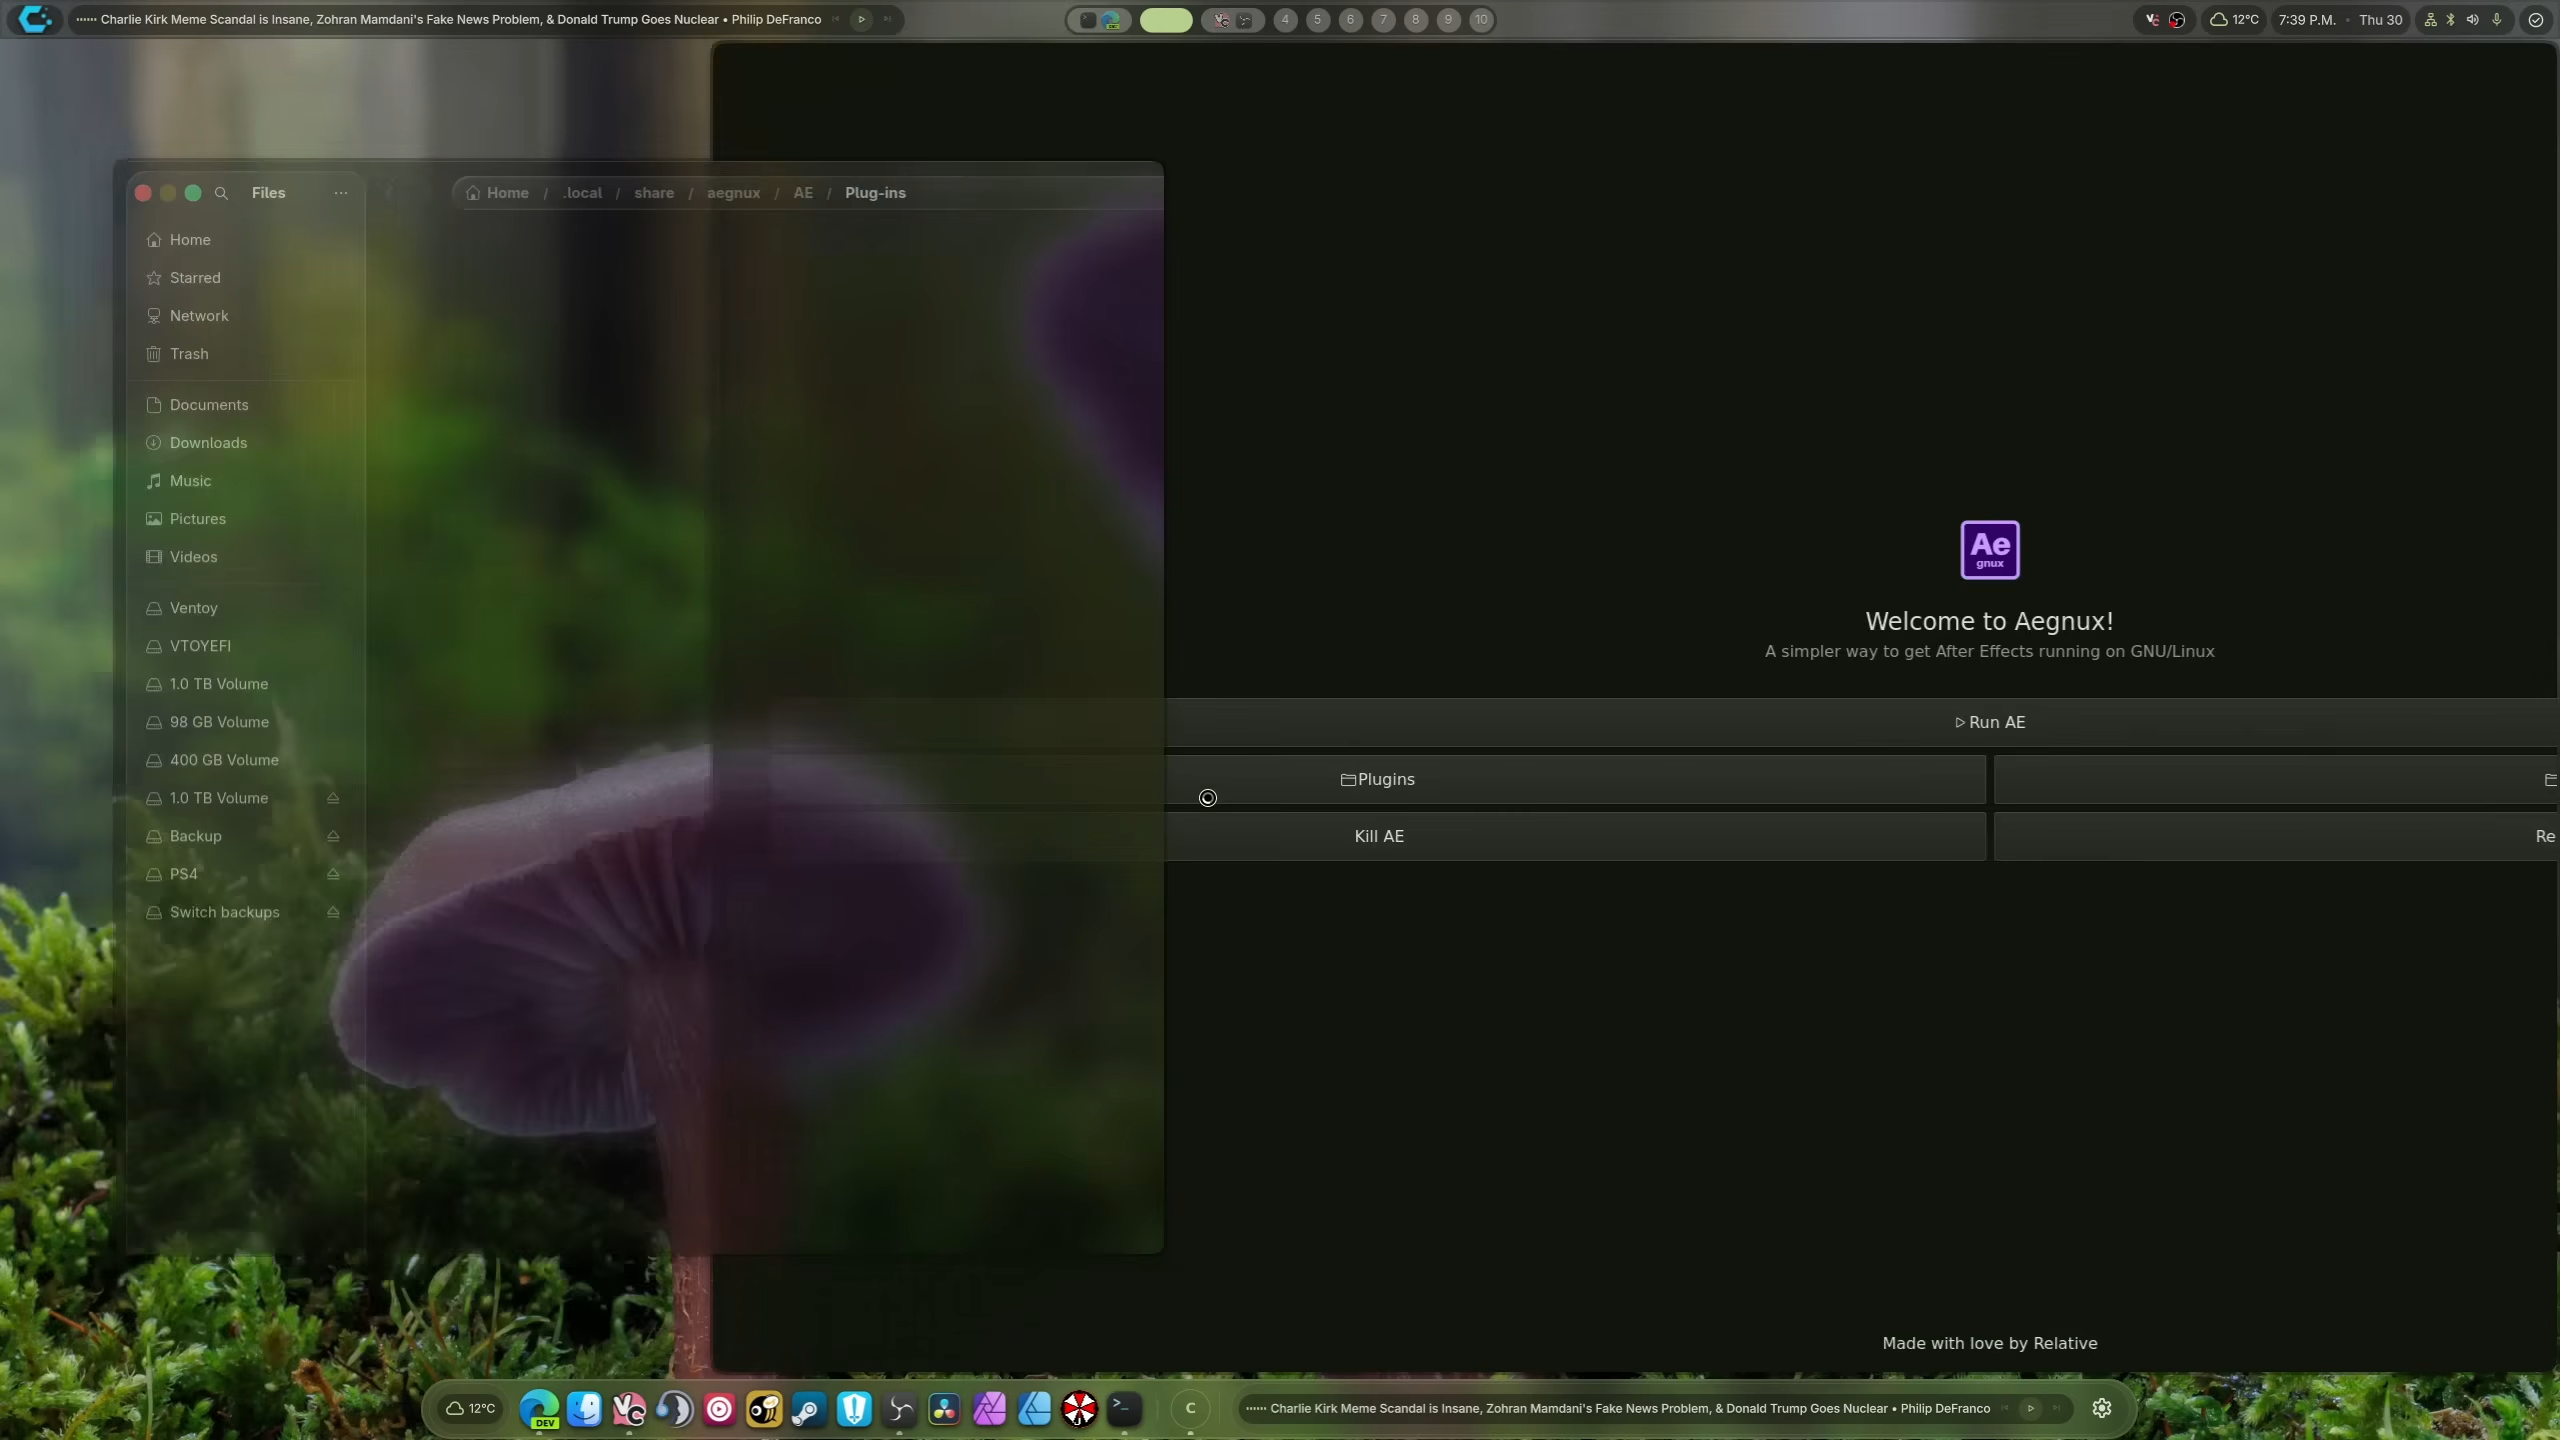 Charlie Kirk Meme Scandal is Insane, Zohran Mamdani's Fake News Problem, & Donald Trump Goes Nuclear • Philip DeFranco
4 5 6 7 8 9 10
12°C
7:39 P.M. • Thu 30
Files
Home / .local / share / aegnux / AE / Plug-ins
Home
Starred
Network
Trash
Documents
Downloads
Music
Pictures
Videos
Ventoy
VTOYEFI
1.0 TB Volume
98 GB Volume
400 GB Volume
1.0 TB Volume
Backup
PS4
Switch backups
Ae
gnux
Welcome to Aegnux!
A simpler way to get After Effects running on GNU/Linux
Run AE
Plugins
Kill AE
Re
Made with love by Relative
12°C
DEV
C
Charlie Kirk Meme Scandal is Insane, Zohran Mamdani's Fake News Problem, & Donald Trump Goes Nuclear • Philip DeFranco